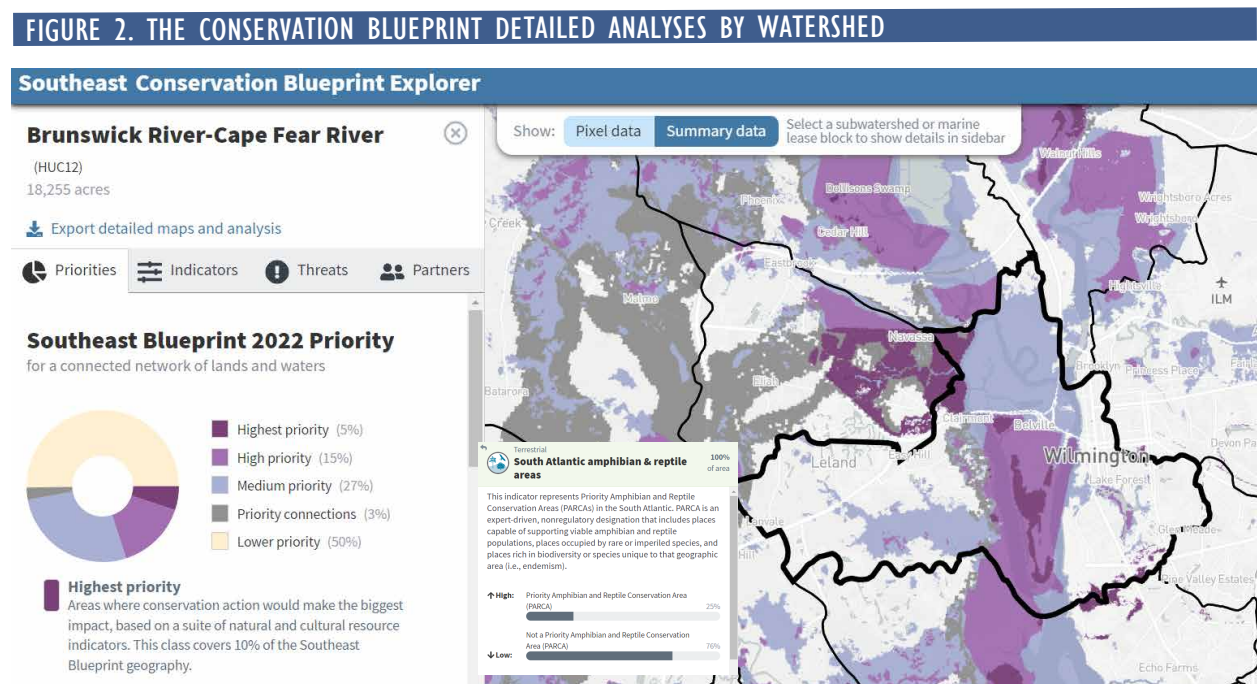 FIGURE 2. THE CONSERVATION BLUEPRINT DETAILED ANALYSES BY WATERSHED
Southeast Conservation Blueprint Explorer
Brunswick River-Cape Fear River
(HUC12)
18,255 acres
Export detailed maps and analysis
Priorities
Indicators
Threats
Partners
Southeast Blueprint 2022 Priority
for a connected network of lands and waters
Highest priority (5%)
High priority (15%)
Medium priority (27%)
Priority connections (3%)
Lower priority (50%)
Highest priority
Areas where conservation action would make the biggest
impact, based on a suite of natural and cultural resource
indicators. This class covers 10% of the Southeast
Blueprint geography.
Show: Pixel data Summary data
Select a subwatershed or marine
lease block to show details in sidebar
Walnut Hills
Dollisons Swamp
Phoenix
Wrightsboro Acres
Wrightsboro
Creek
Cedar Hill
Eastbrook
Hightsville
ILM
Malmo
Navassa
Brooklyn
Princess Place
Eliah
Batarora
Clairmont
Belville
Devon Pa
Wilmington
Leland
Lake Forest
Lanvale
Glen Meade
Hill
Pine Valley Estates
Echo Farms
Terrestrial
South Atlantic amphibian & reptile
areas
100%
of area
This indicator represents Priority Amphibian and Reptile
Conservation Areas (PARCAs) in the South Atlantic. PARCA is an
expert-driven, nonregulatory designation that includes places
capable of supporting viable amphibian and reptile
populations, places occupied by rare or imperiled species, and
places rich in biodiversity or species unique to that geographic
area (i.e., endemism).
High:
Priority Amphibian and Reptile Conservation Area
(PARCA)
25%
Not a Priority Amphibian and Reptile Conservation
Area (PARCA)
76%
Low: